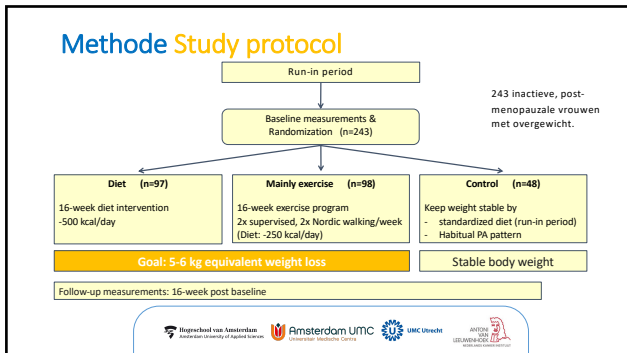 Methode Study protocol
Run-in period
243 inactieve, post-
menopauzale vrouwen
met overgewicht.
Baseline measurements &
Randomization (n=243)
Diet (n=97)
16-week diet intervention
-500 kcal/day
Mainly exercise (n=98)
16-week exercise program
2x supervised, 2x Nordic walking/week
(Diet: -250 kcal/day)
Control (n=48)
Keep weight stable by
- standardized diet (run-in period)
- Habitual PA pattern
Goal: 5-6 kg equivalent weight loss
Stable body weight
Follow-up measurements: 16-week post baseline
Hogeschool van Amsterdam
Amsterdam University of Applied Sciences
Amsterdam UMC
Universitair Medische Centra
UMC Utrecht
ANTONI
VAN
LEEUWENHOEK
NEDERLANDS KANKER INSTITUUT